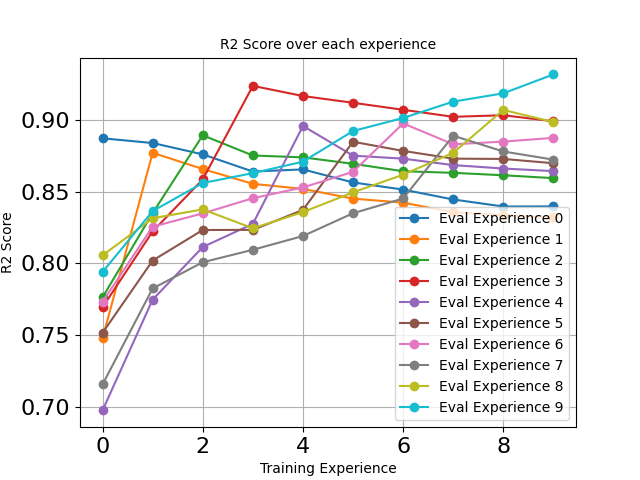 R2 Score over each experience
R2 Score
0.90
0.85
0.80
0.75
0.70
0
2
4
6
8
Training Experience
Eval Experience 0
Eval Experience 1
Eval Experience 2
Eval Experience 3
Eval Experience 4
Eval Experience 5
Eval Experience 6
Eval Experience 7
Eval Experience 8
Eval Experience 9